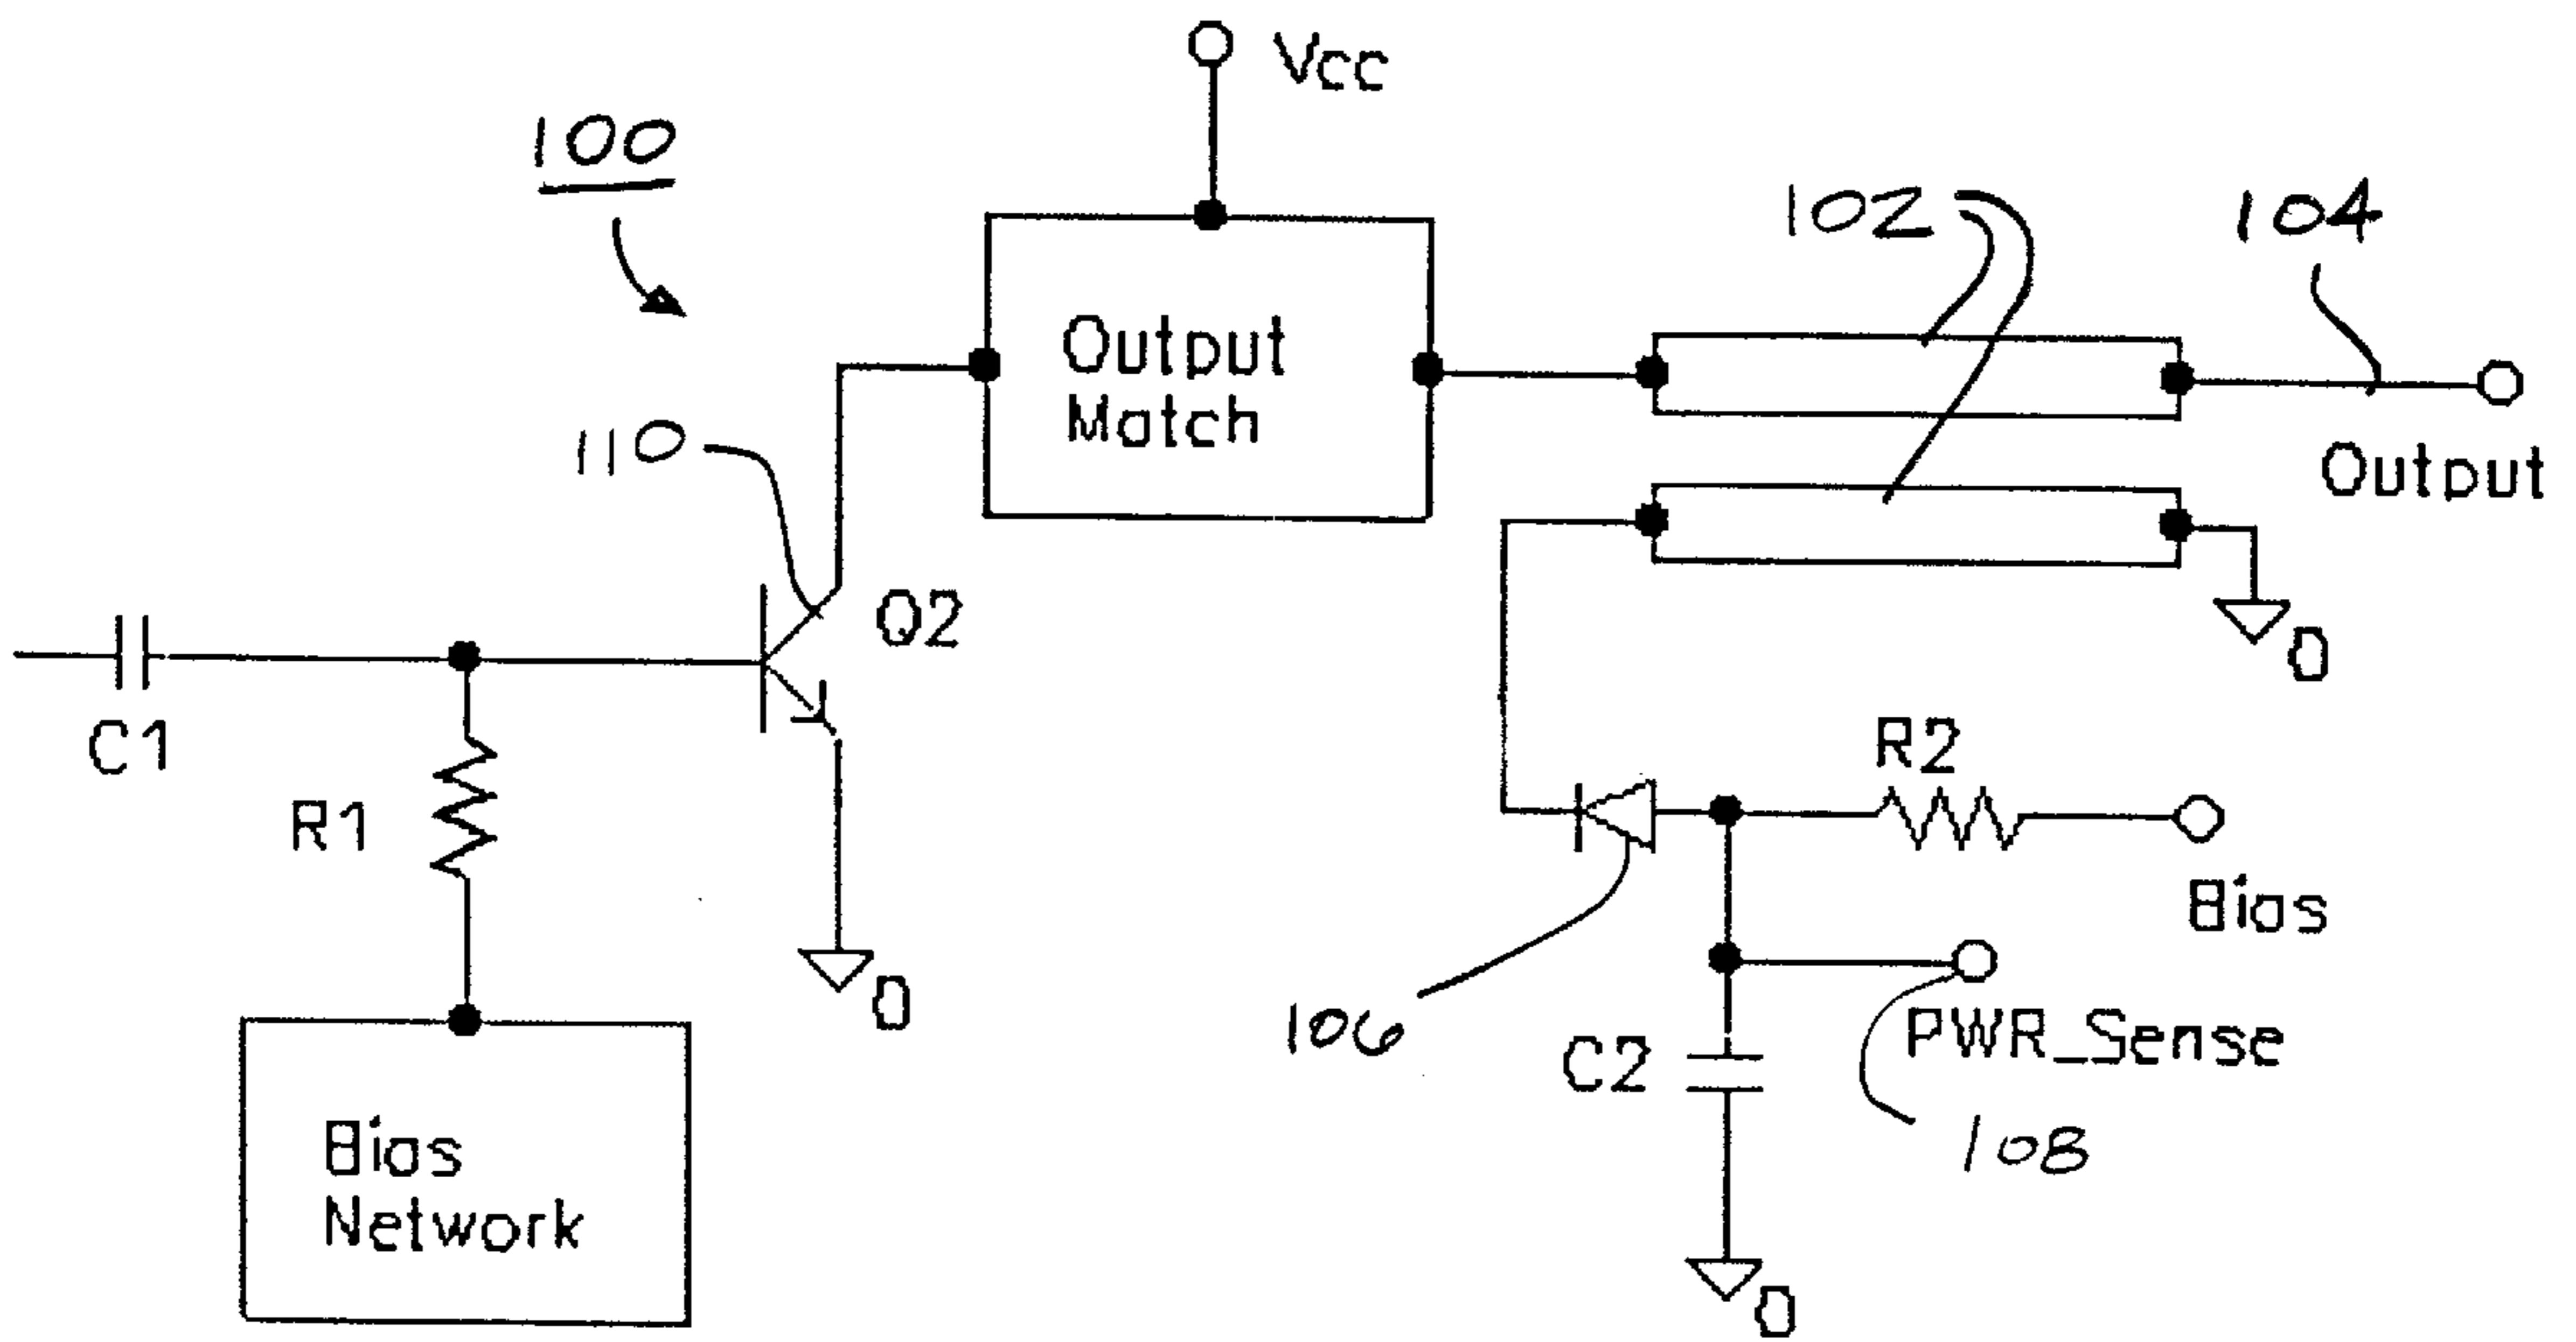 Vcc
100
102
104
Output
Match
110
Output
Q2
0
C1
R2
R1
Bias
0
106
PWR_Sense
C2
108
Bias
Network
0